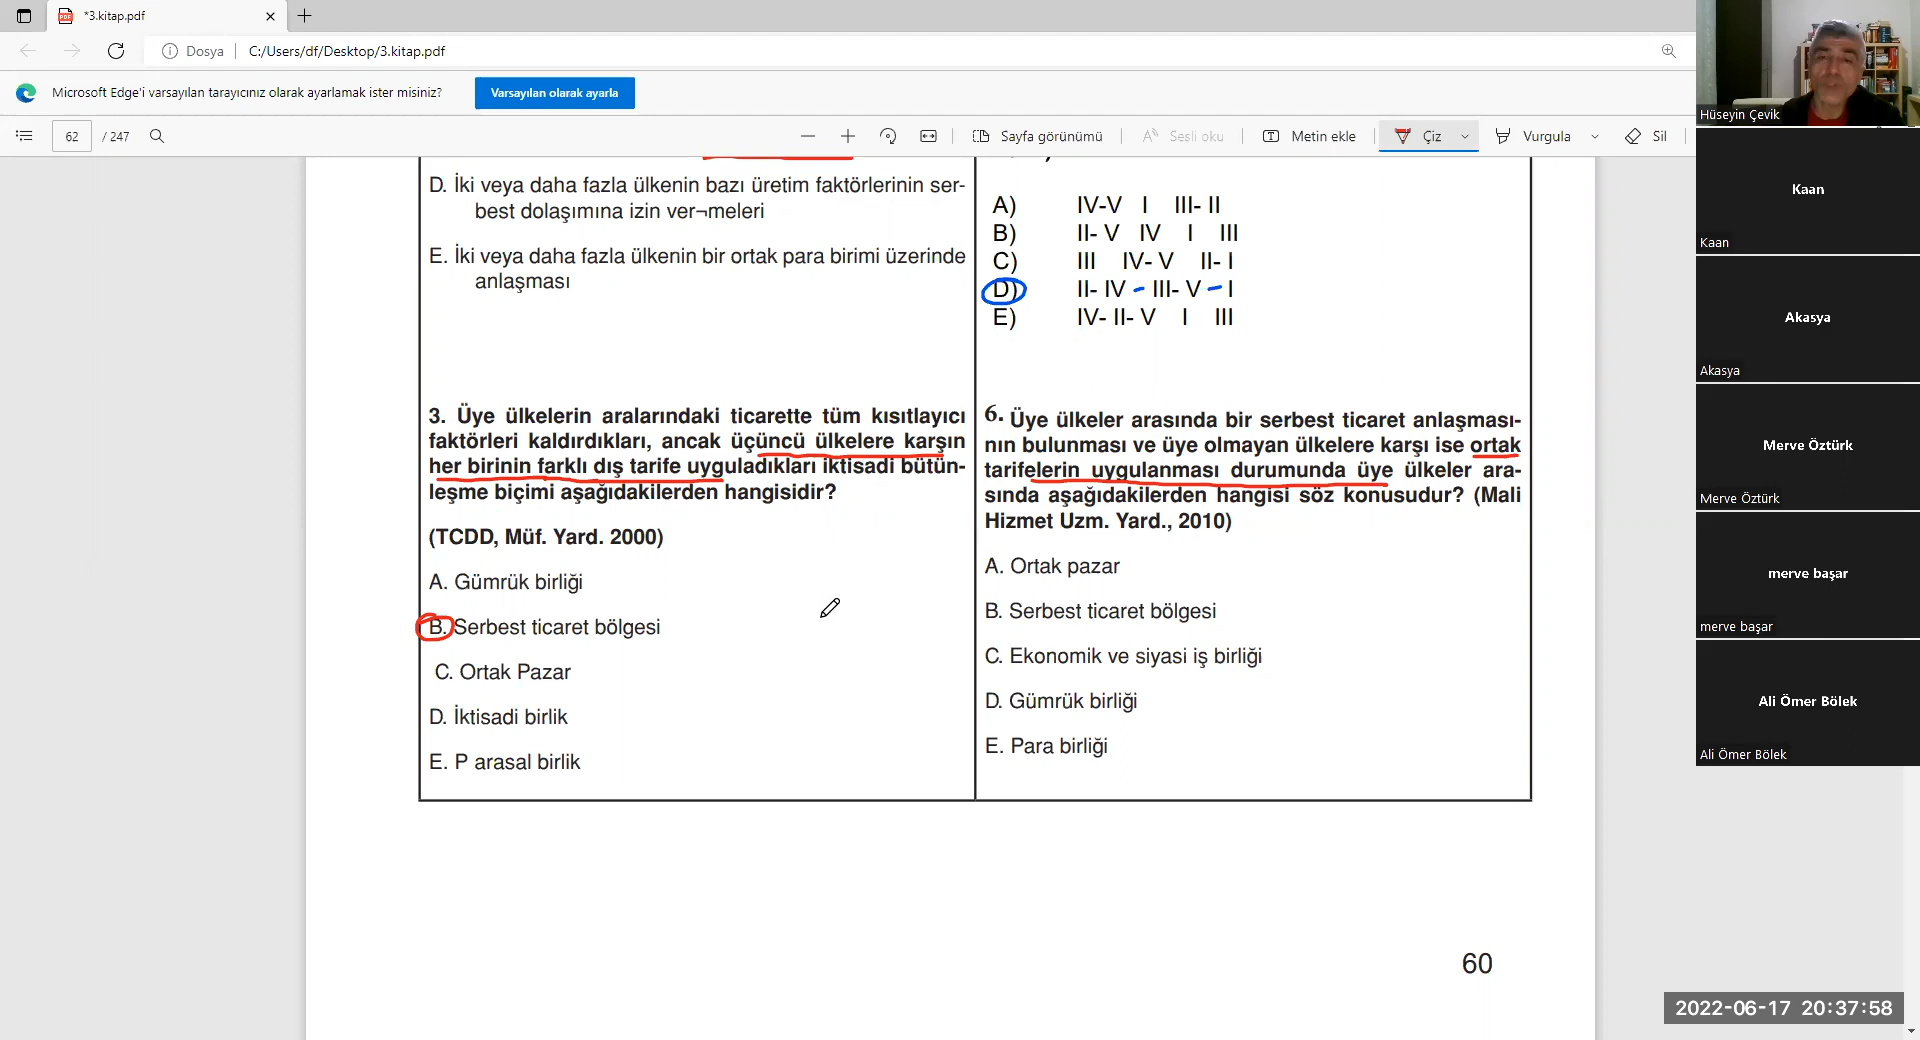 *3.kitap.pdf
Dosya
C:/Users/df/Desktop/3.kitap.pdf
Microsoft Edge'i varsayılan tarayıcınız olarak ayarlamak ister misiniz?
Varsayılan olarak ayarla
62 / 247
Sayfa görünümü
Sesli oku
Metin ekle
Çiz
Vurgula
Sil
D. İki veya daha fazla ülkenin bazı üretim faktörlerinin ser-
best dolaşımına izin ver¬meleri
E. İki veya daha fazla ülkenin bir ortak para birimi üzerinde
anlaşması
3. Üye ülkelerin aralarındaki ticarette tüm kısıtlayıcı
faktörleri kaldırdıkları, ancak üçüncü ülkelere karşın
her birinin farklı dış tarife uyguladıkları iktisadi bütün-
leşme biçimi aşağıdakilerden hangisidir?
(TCDD, Müf. Yard. 2000)
A. Gümrük birliği
B. Serbest ticaret bölgesi
C. Ortak Pazar
D. İktisadi birlik
E. P arasal birlik
A) IV-V I III- II
B) II- V IV I III
C) III IV- V II- I
D) II- IV - III- V - I
E) IV- II- V I III
6. Üye ülkeler arasında bir serbest ticaret anlaşması-
nın bulunması ve üye olmayan ülkelere karşı ise ortak
tarifelerin uygulanması durumunda üye ülkeler ara-
sında aşağıdakilerden hangisi söz konusudur? (Mali
Hizmet Uzm. Yard., 2010)
A. Ortak pazar
B. Serbest ticaret bölgesi
C. Ekonomik ve siyasi iş birliği
D. Gümrük birliği
E. Para birliği
60
Hüseyin Çevik
Kaan
Kaan
Akasya
Akasya
Merve Öztürk
Merve Öztürk
merve başar
merve başar
Ali Ömer Bölek
Ali Ömer Bölek
2022-06-17 20:37:58